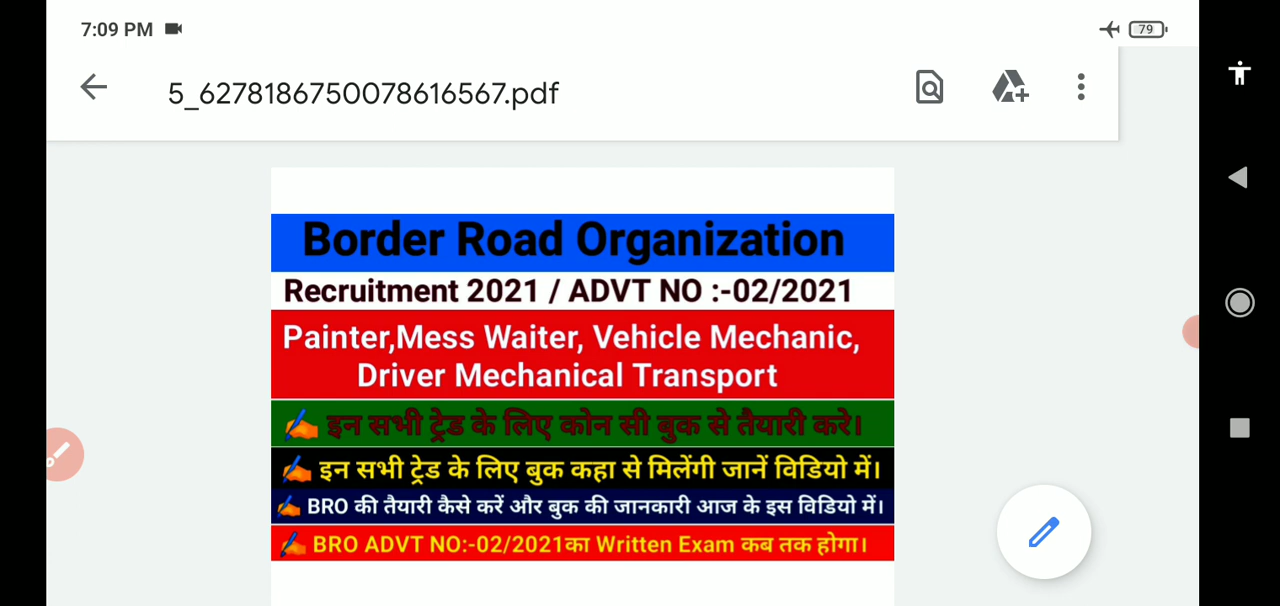 7:09 PM
79
5_6278186750078616567.pdf
Border Road Organization
Recruitment 2021 / ADVT NO :-02/2021
Painter,Mess Waiter, Vehicle Mechanic,
Driver Mechanical Transport
✍ इन सभी ट्रेड के लिए कोन सी बुक से तैयारी करे।
✍ इन सभी ट्रेड के लिए बुक कहा से मिलेंगी जानें विडियो में।
✍ BRO की तैयारी कैसे करें और बुक की जानकारी आज के इस विडियो में।
✍ BRO ADVT NO:-02/2021का Written Exam कब तक होगा।